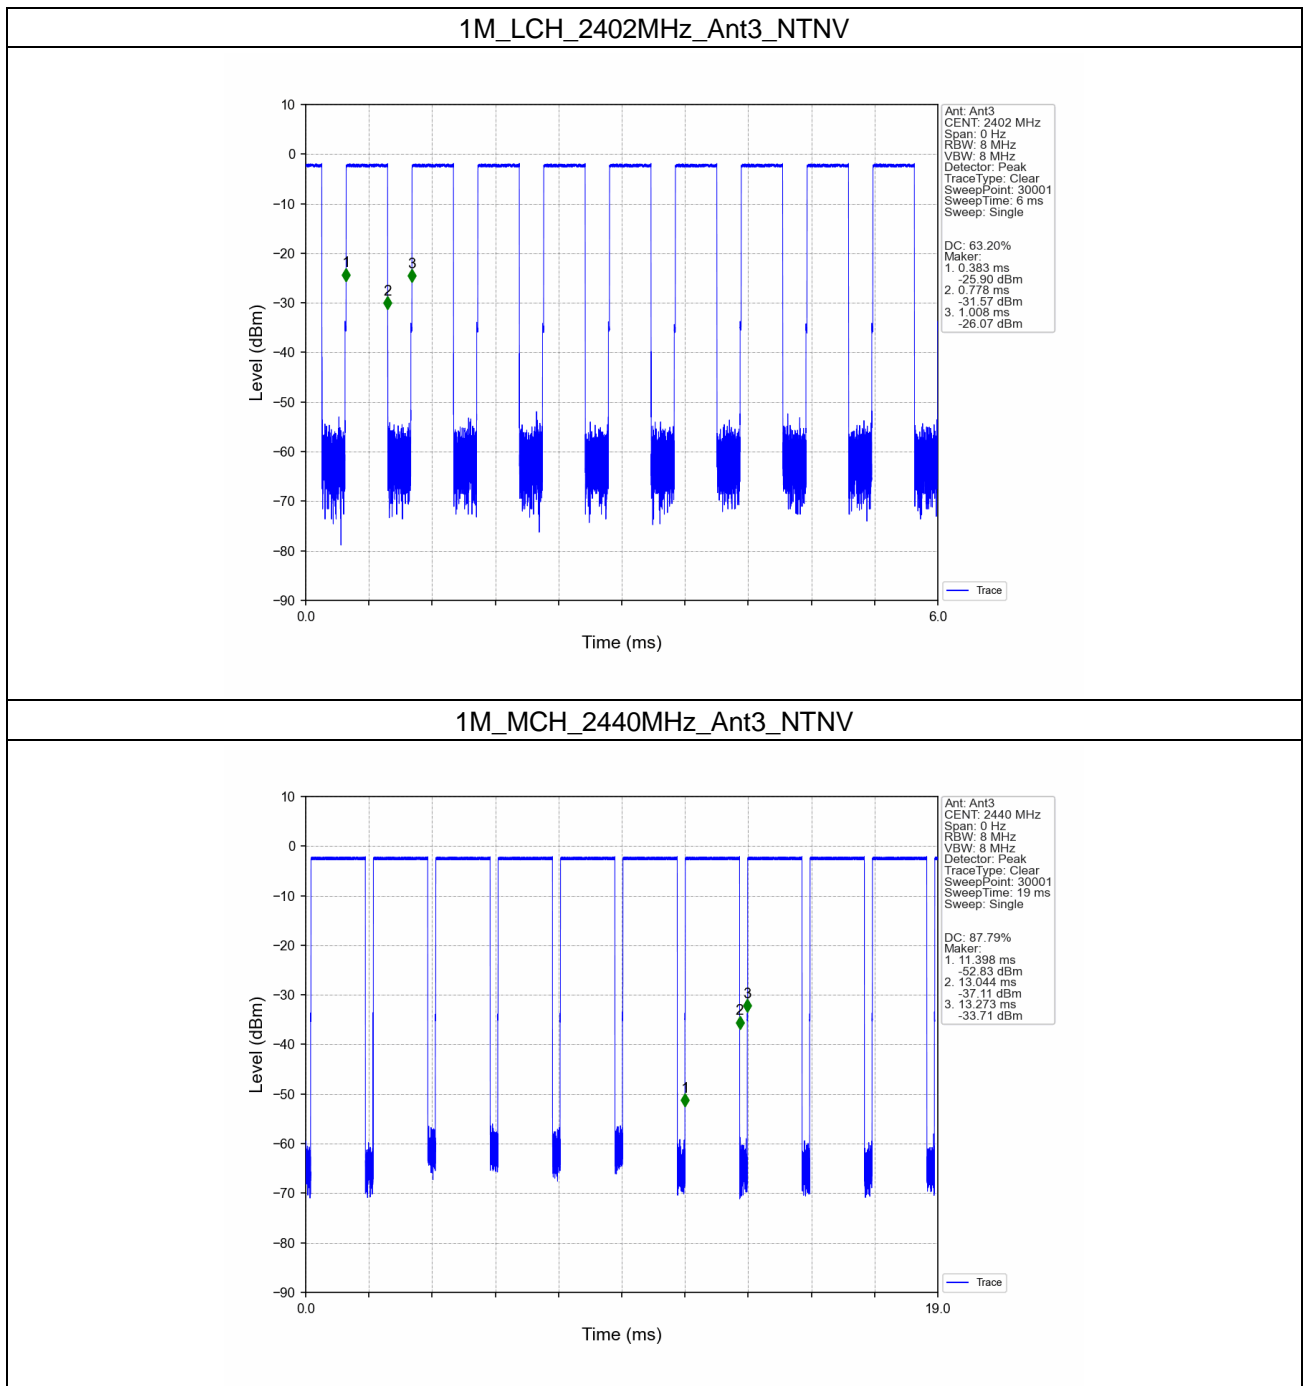 1M_LCH_2402MHz_Ant3_NTNV
10
0
−10
−20
−30
−40
−50
−60
−70
−80
−90
Level (dBm)
1
2
3
0.0
6.0
Time (ms)
Ant: Ant3
CENT: 2402 MHz
Span: 0 Hz
RBW: 8 MHz
VBW: 8 MHz
Detector: Peak
TraceType: Clear
SweepPoint: 30001
SweepTime: 6 ms
Sweep: Single
DC: 63.20%
Maker:
1. 0.383 ms
-25.90 dBm
2. 0.778 ms
-31.57 dBm
3. 1.008 ms
-26.07 dBm
Trace
1M_MCH_2440MHz_Ant3_NTNV
10
0
−10
−20
−30
−40
−50
−60
−70
−80
−90
Level (dBm)
1
2
3
0.0
19.0
Time (ms)
Ant: Ant3
CENT: 2440 MHz
Span: 0 Hz
RBW: 8 MHz
VBW: 8 MHz
Detector: Peak
TraceType: Clear
SweepPoint: 30001
SweepTime: 19 ms
Sweep: Single
DC: 87.79%
Maker:
1. 11.398 ms
-52.83 dBm
2. 13.044 ms
-37.11 dBm
3. 13.273 ms
-33.71 dBm
Trace